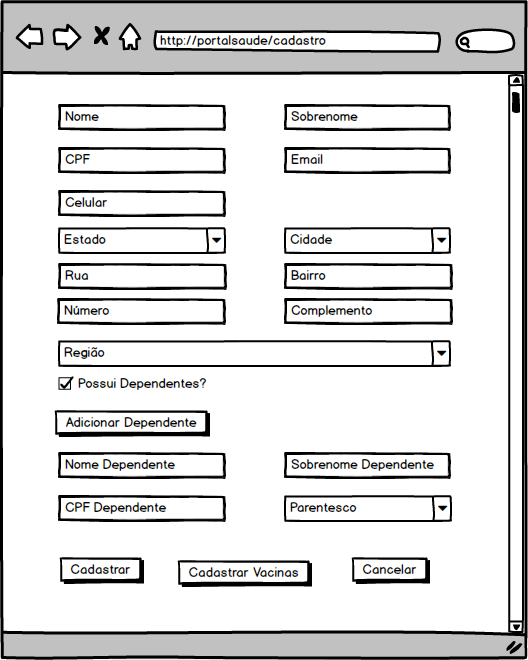 http://portalsaude/cadastro
Nome
Sobrenome
CPF
Email
Celular
Estado
Cidade
Rua
Bairro
Número
Complemento
Região
Possui Dependentes?
Adicionar Dependente
Nome Dependente
Sobrenome Dependente
CPF Dependente
Parentesco
Cadastrar
Cadastrar Vacinas
Cancelar